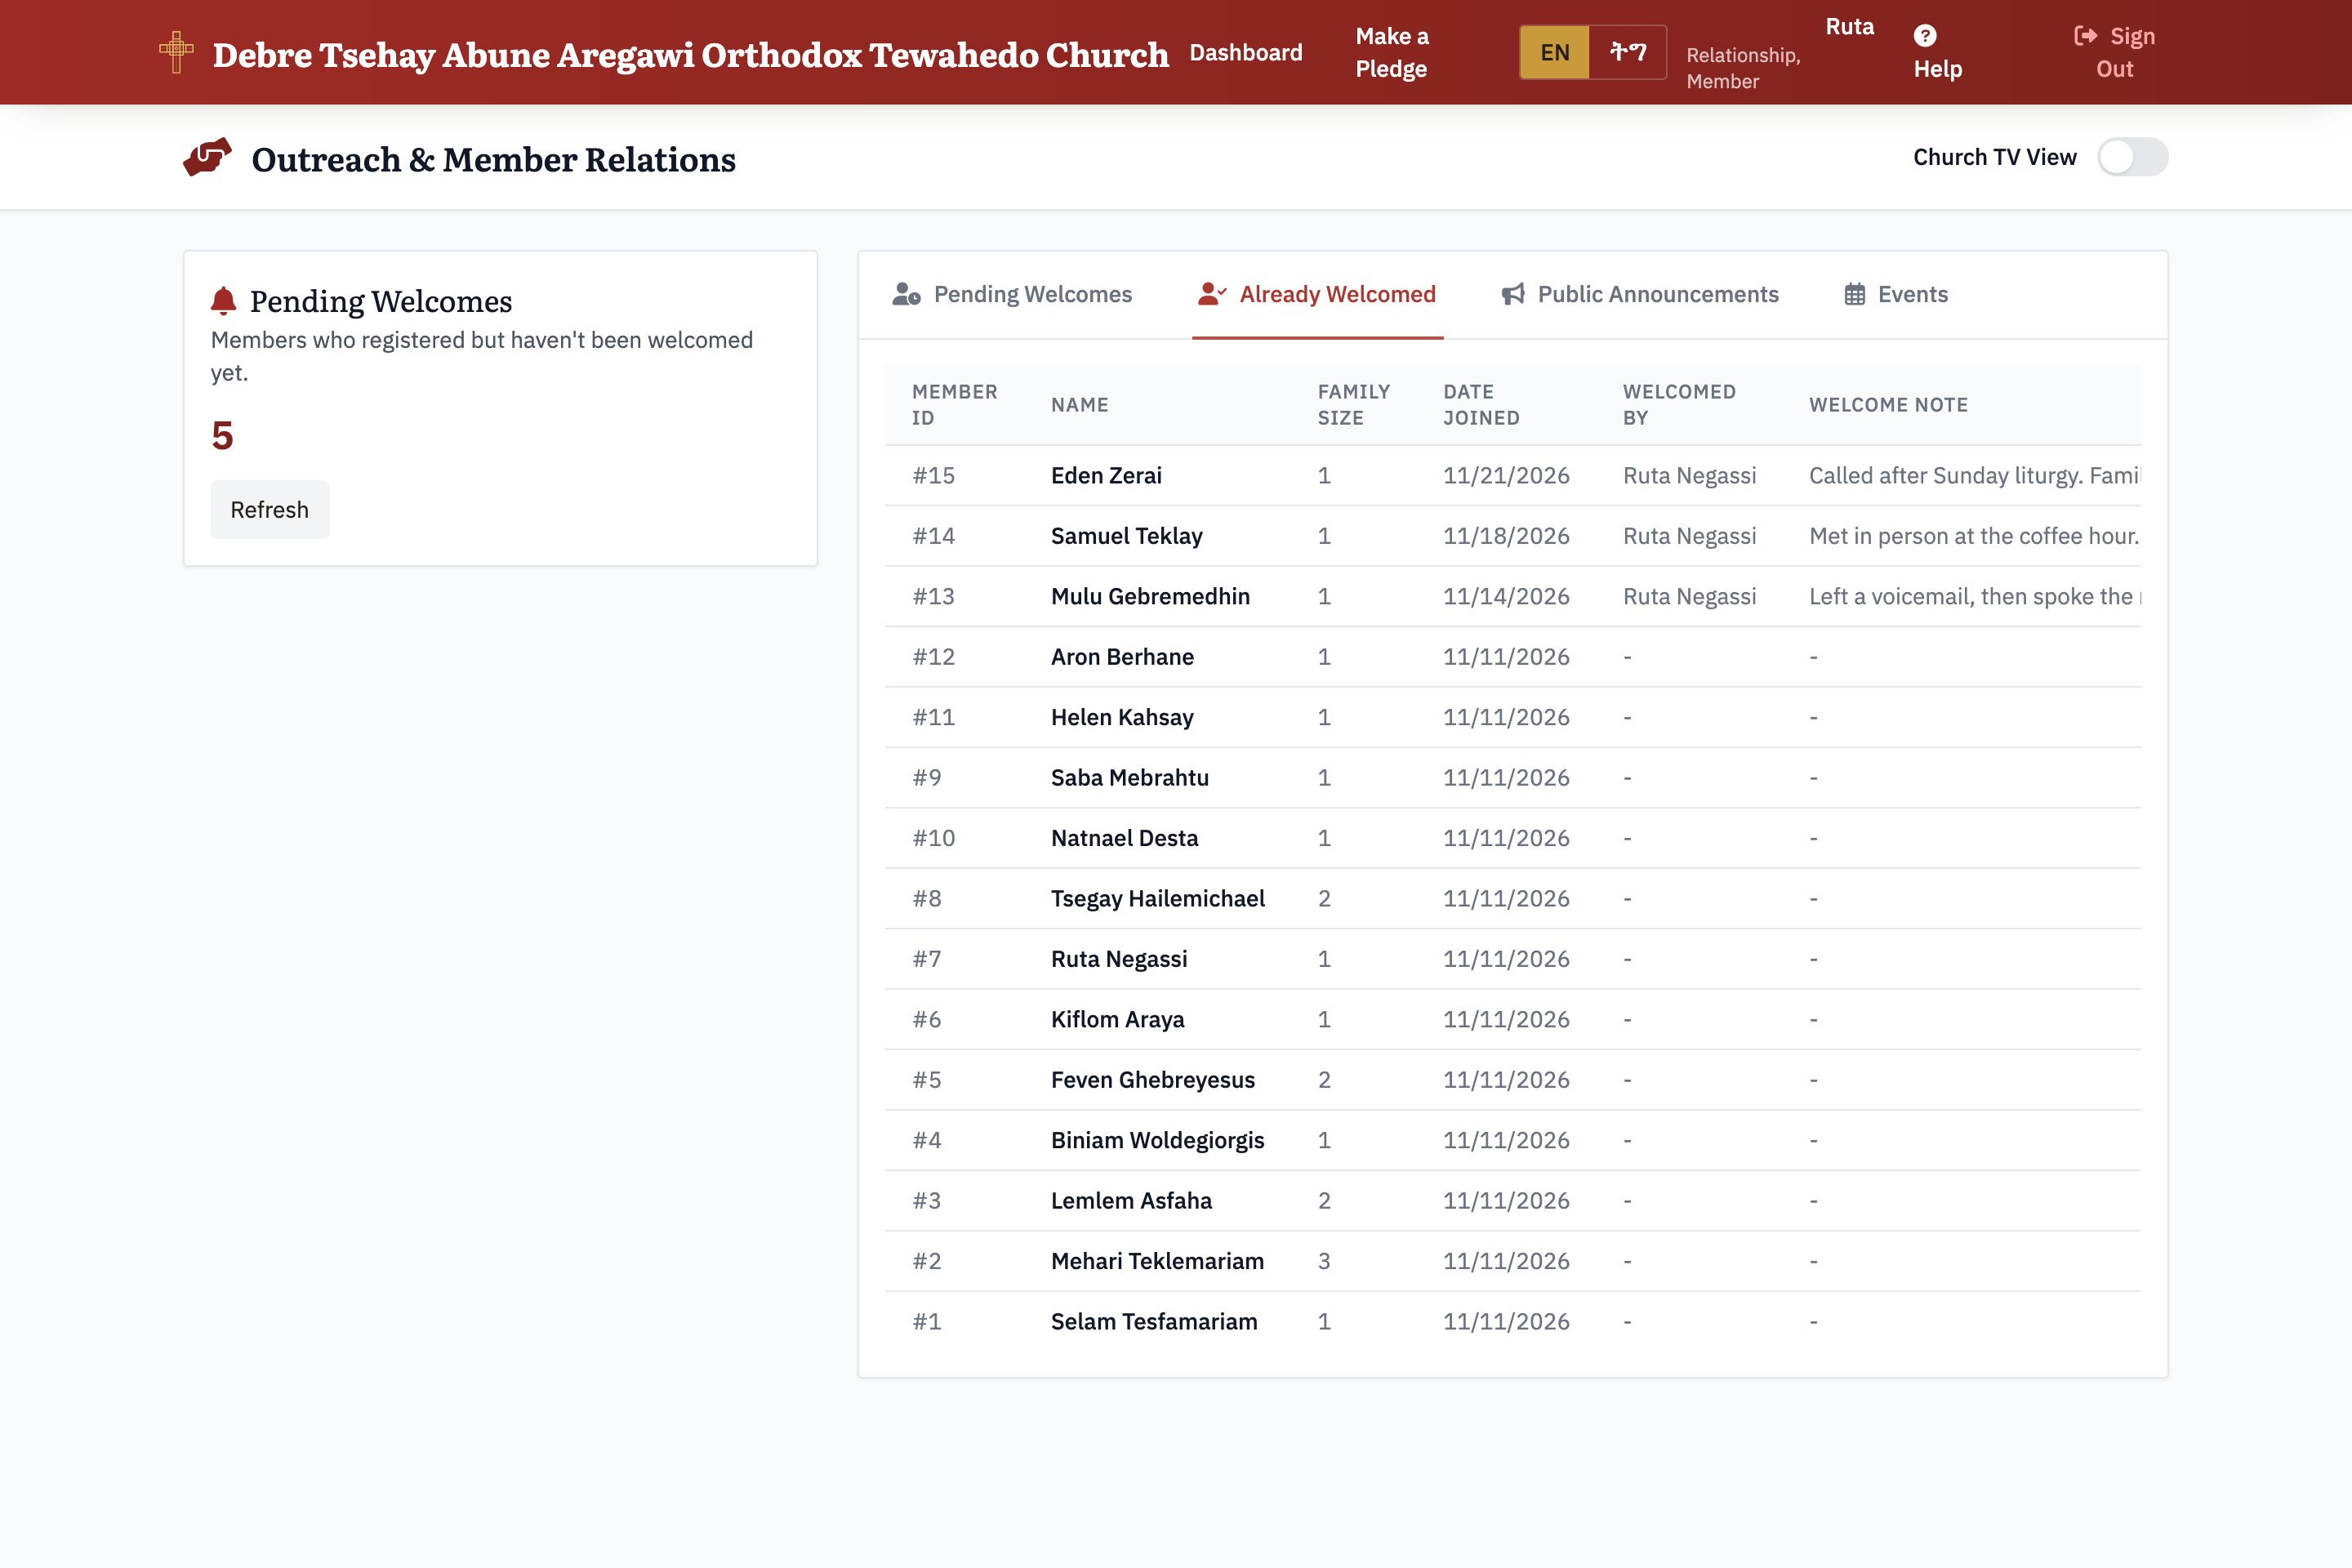 Debre Tsehay Abune Aregawi Orthodox Tewahedo Church
Dashboard
Make a
Pledge
EN
ትግ
Relationship,
Member
Ruta
Help
Sign
Out
Outreach & Member Relations
Church TV View
Pending Welcomes
Members who registered but haven't been welcomed
yet.
5
Refresh
Pending Welcomes
Already Welcomed
Public Announcements
Events
MEMBER ID NAME FAMILY SIZE DATE JOINED WELCOMED BY WELCOME NOTE
#15 Eden Zerai 1 11/21/2026 Ruta Negassi Called after Sunday liturgy. Fami
#14 Samuel Teklay 1 11/18/2026 Ruta Negassi Met in person at the coffee hour.
#13 Mulu Gebremedhin 1 11/14/2026 Ruta Negassi Left a voicemail, then spoke the
#12 Aron Berhane 1 11/11/2026 - -
#11 Helen Kahsay 1 11/11/2026 - -
#9 Saba Mebrahtu 1 11/11/2026 - -
#10 Natnael Desta 1 11/11/2026 - -
#8 Tsegay Hailemichael 2 11/11/2026 - -
#7 Ruta Negassi 1 11/11/2026 - -
#6 Kiflom Araya 1 11/11/2026 - -
#5 Feven Ghebreyesus 2 11/11/2026 - -
#4 Biniam Woldegiorgis 1 11/11/2026 - -
#3 Lemlem Asfaha 2 11/11/2026 - -
#2 Mehari Teklemariam 3 11/11/2026 - -
#1 Selam Tesfamariam 1 11/11/2026 - -